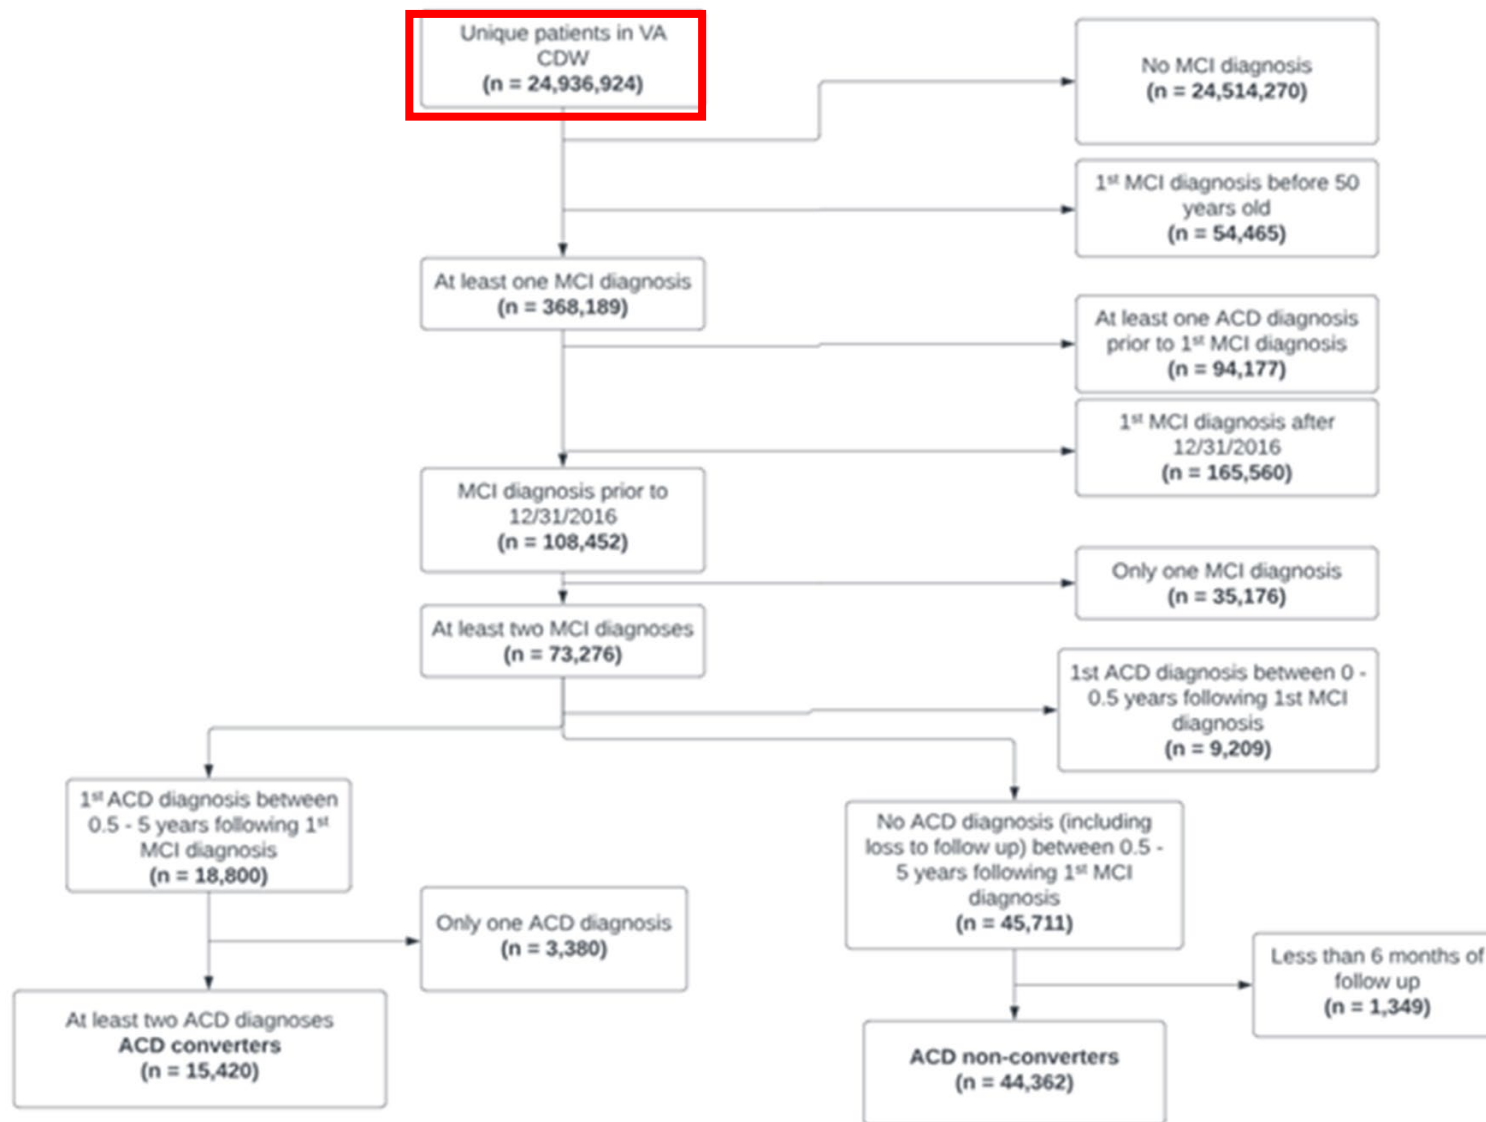 Unique patients in VA
CDW
(n = 24,936,924)
No MCI diagnosis
(n = 24,514,270)
1st MCI diagnosis before 50
years old
(n = 54,465)
At least one MCI diagnosis
(n = 368,189)
At least one ACD diagnosis
prior to 1st MCI diagnosis
(n = 94,177)
1st MCI diagnosis after
12/31/2016
(n = 165,560)
MCI diagnosis prior to
12/31/2016
(n = 108,452)
Only one MCI diagnosis
(n = 35,176)
At least two MCI diagnoses
(n = 73,276)
1st ACD diagnosis between 0 -
0.5 years following 1st MCI
diagnosis
(n = 9,209)
1st ACD diagnosis between
0.5 - 5 years following 1st
MCI diagnosis
(n = 18,800)
No ACD diagnosis (including
loss to follow up) between 0.5 -
5 years following 1st MCI
diagnosis
(n = 45,711)
Only one ACD diagnosis
(n = 3,380)
Less than 6 months of
follow up
(n = 1,349)
At least two ACD diagnoses
ACD converters
(n = 15,420)
ACD non-converters
(n = 44,362)